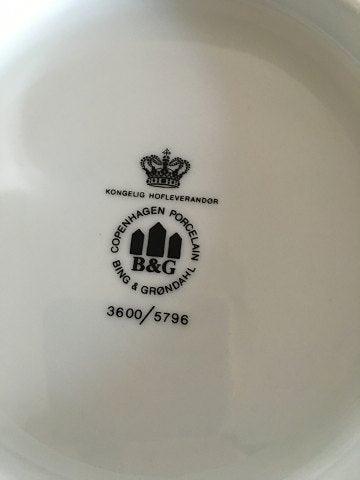 KONGELIG HOFLEVERANDØR
COPENHAGEN PORCELAIN
B&G
BING & GRØNDAHL
3600/5796